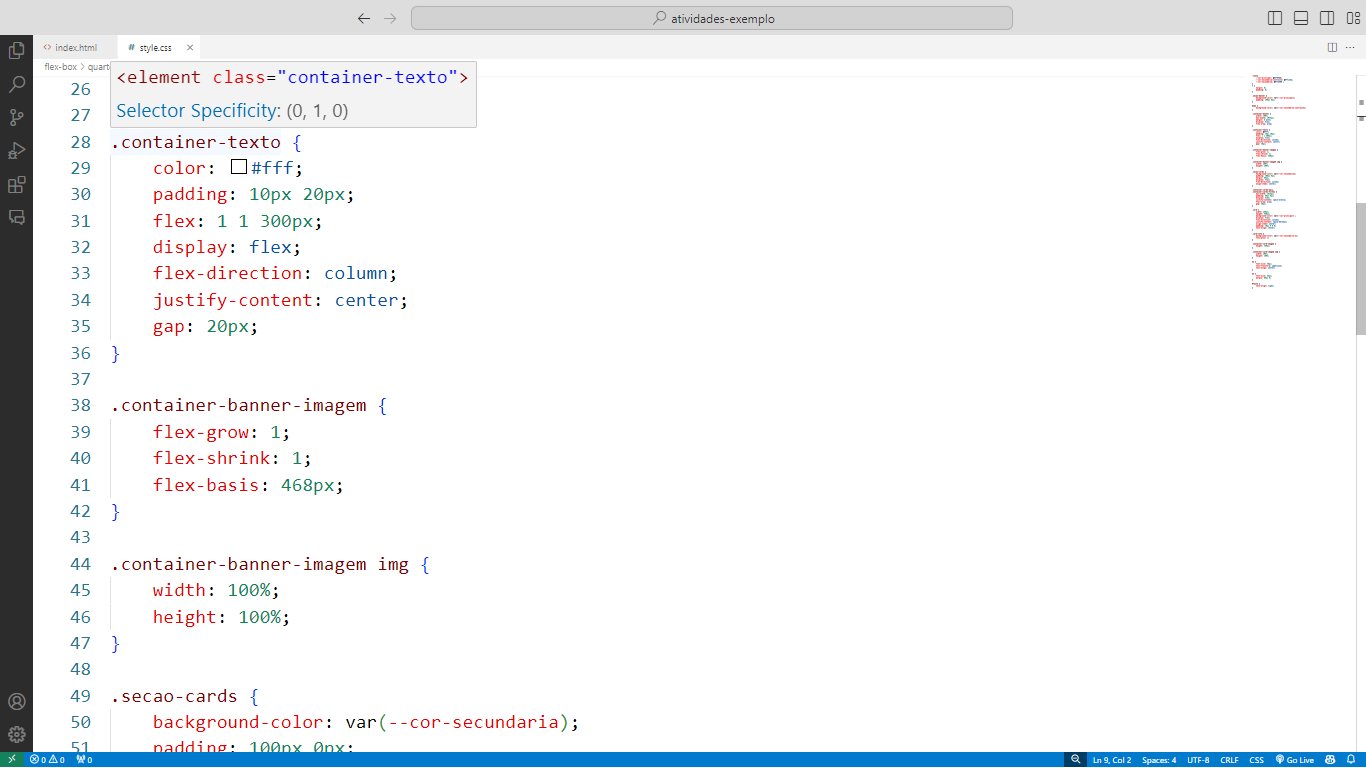 atividades-exemplo
index.html
# style.css
flex-box > quart
<element class="container-texto">
Selector Specificity: (0, 1, 0)
26
27
28 .container-texto {
29 color: #fff;
30 padding: 10px 20px;
31 flex: 1 1 300px;
32 display: flex;
33 flex-direction: column;
34 justify-content: center;
35 gap: 20px;
36 }
37
38 .container-banner-imagem {
39 flex-grow: 1;
40 flex-shrink: 1;
41 flex-basis: 468px;
42 }
43
44 .container-banner-imagem img {
45 width: 100%;
46 height: 100%;
47 }
48
49 .secao-cards {
50 background-color: var(--cor-secundaria);
51 padding: 100px 0px;
0 0 0 Ln 9, Col 2 Spaces: 4 UTF-8 CRLF CSS Go Live